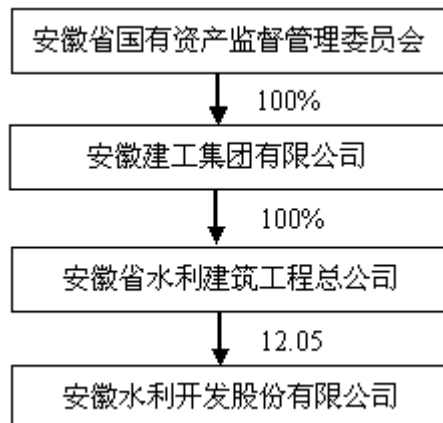 安徽省国有资产监督管理委员会
100%
安徽建工集团有限公司
100%
安徽省水利建筑工程总公司
12.05
安徽水利开发股份有限公司